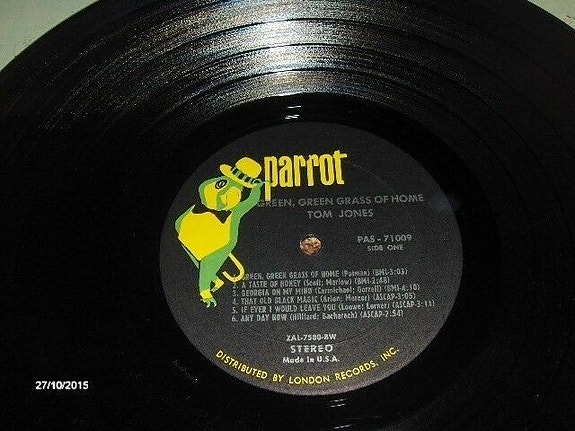 parrot
GREEN, GREEN GRASS OF HOME
TOM JONES
PAS - 71009
SIDE ONE
GREEN, GREEN GRASS OF HOME (Putman) (BMI-3:03)
2. A TASTE OF HONEY (Scott; Marlow) (BMI-2:48)
3. GEORGIA ON MY MIND (Carmichael; Gorrell) (BMI-4:10)
4. THAT OLD BLACK MAGIC (Arlen, Mercer) (ASCAP-3:05)
5. IF EVER I WOULD LEAVE YOU (Loewe; Lerner) (ASCAP-3:11)
6. ANY DAY NOW (Hilliard; Bacharach) (ASCAP-2:54)
ZAL-7580-RW
STEREO
Made In U.S.A.
DISTRIBUTED BY LONDON RECORDS, INC.
27/10/2015